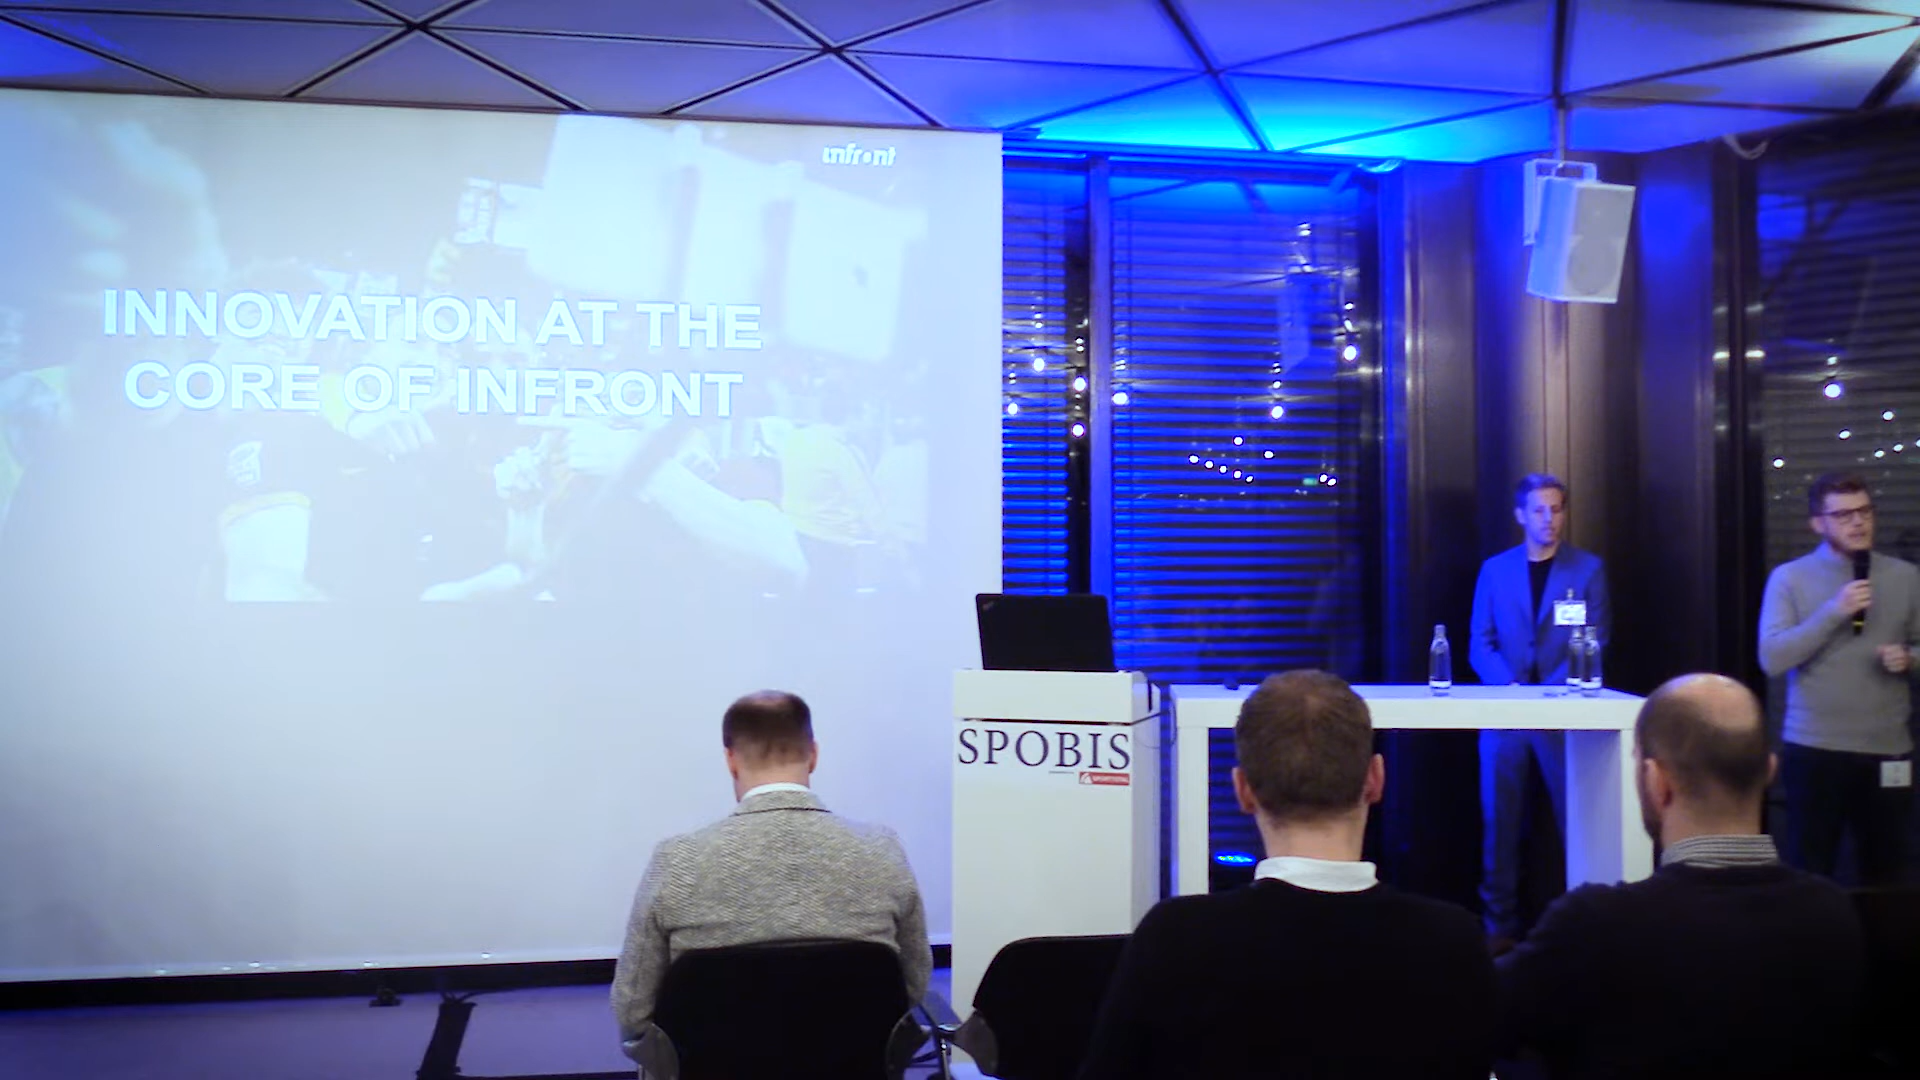 infront
INNOVATION AT THE
CORE OF INFRONT
SPOBIS